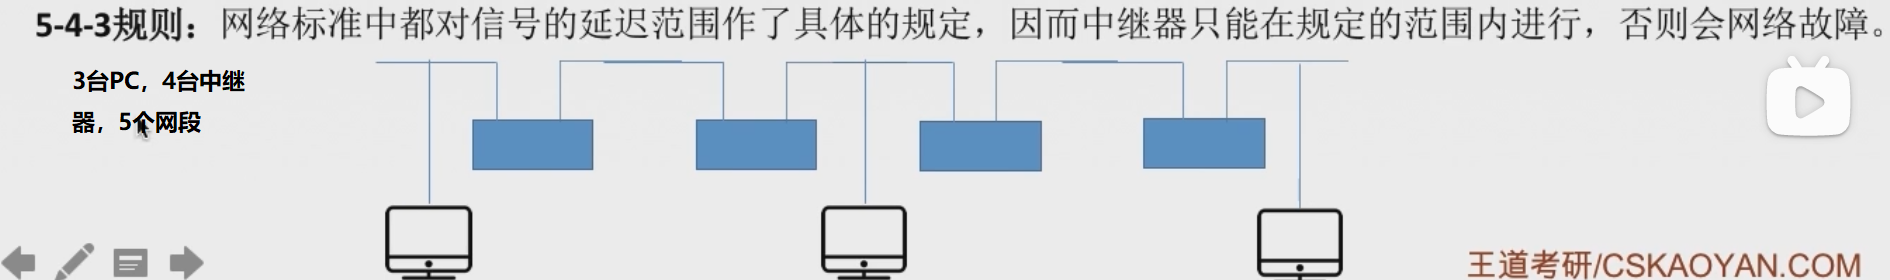 5-4-3规则：网络标准中都对信号的延迟范围作了具体的规定，因而中继器只能在规定的范围内进行，否则会网络故障。
3台PC，4台中继
器，5个网段
王道考研/CSKAOYAN.COM